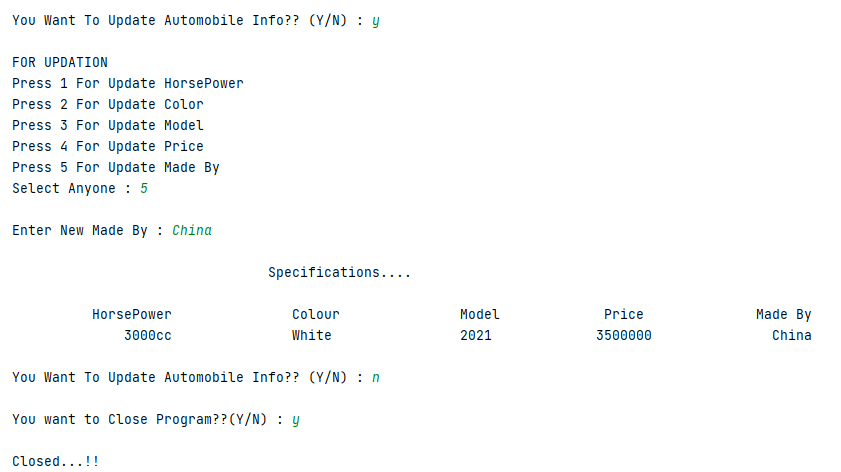 You Want To Update Automobile Info?? (Y/N) : y
FOR UPDATION
Press 1 For Update HorsePower
Press 2 For Update Color
Press 3 For Update Model
Press 4 For Update Price
Press 5 For Update Made By
Select Anyone : 5
Enter New Made By : China
Specifications....
HorsePower Colour Model Price Made By
3000cc White 2021 3500000 China
You Want To Update Automobile Info?? (Y/N) : n
You want to Close Program??(Y/N) : y
Closed...!!